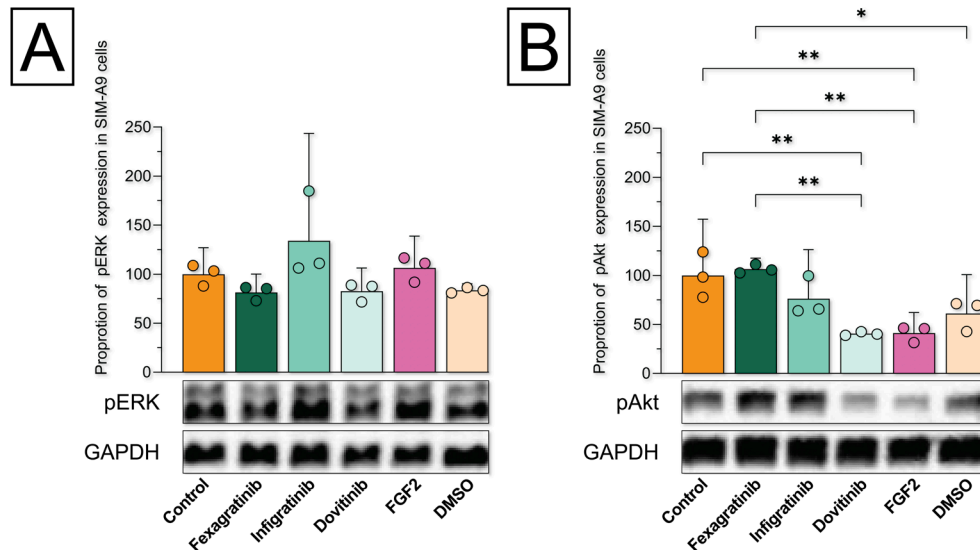 A
Proprotion of pERK expression in SIM-A9 cells
250
200
150
100
50
0
pERK
GAPDH
Control
Fexagratinib
Infigratinib
Dovitinib
FGF2
DMSO
B
Proprotion of pAkt expression in SIM-A9 cells
*
**
**
**
**
250
200
150
100
50
0
pAkt
GAPDH
Control
Fexagratinib
Infigratinib
Dovitinib
FGF2
DMSO